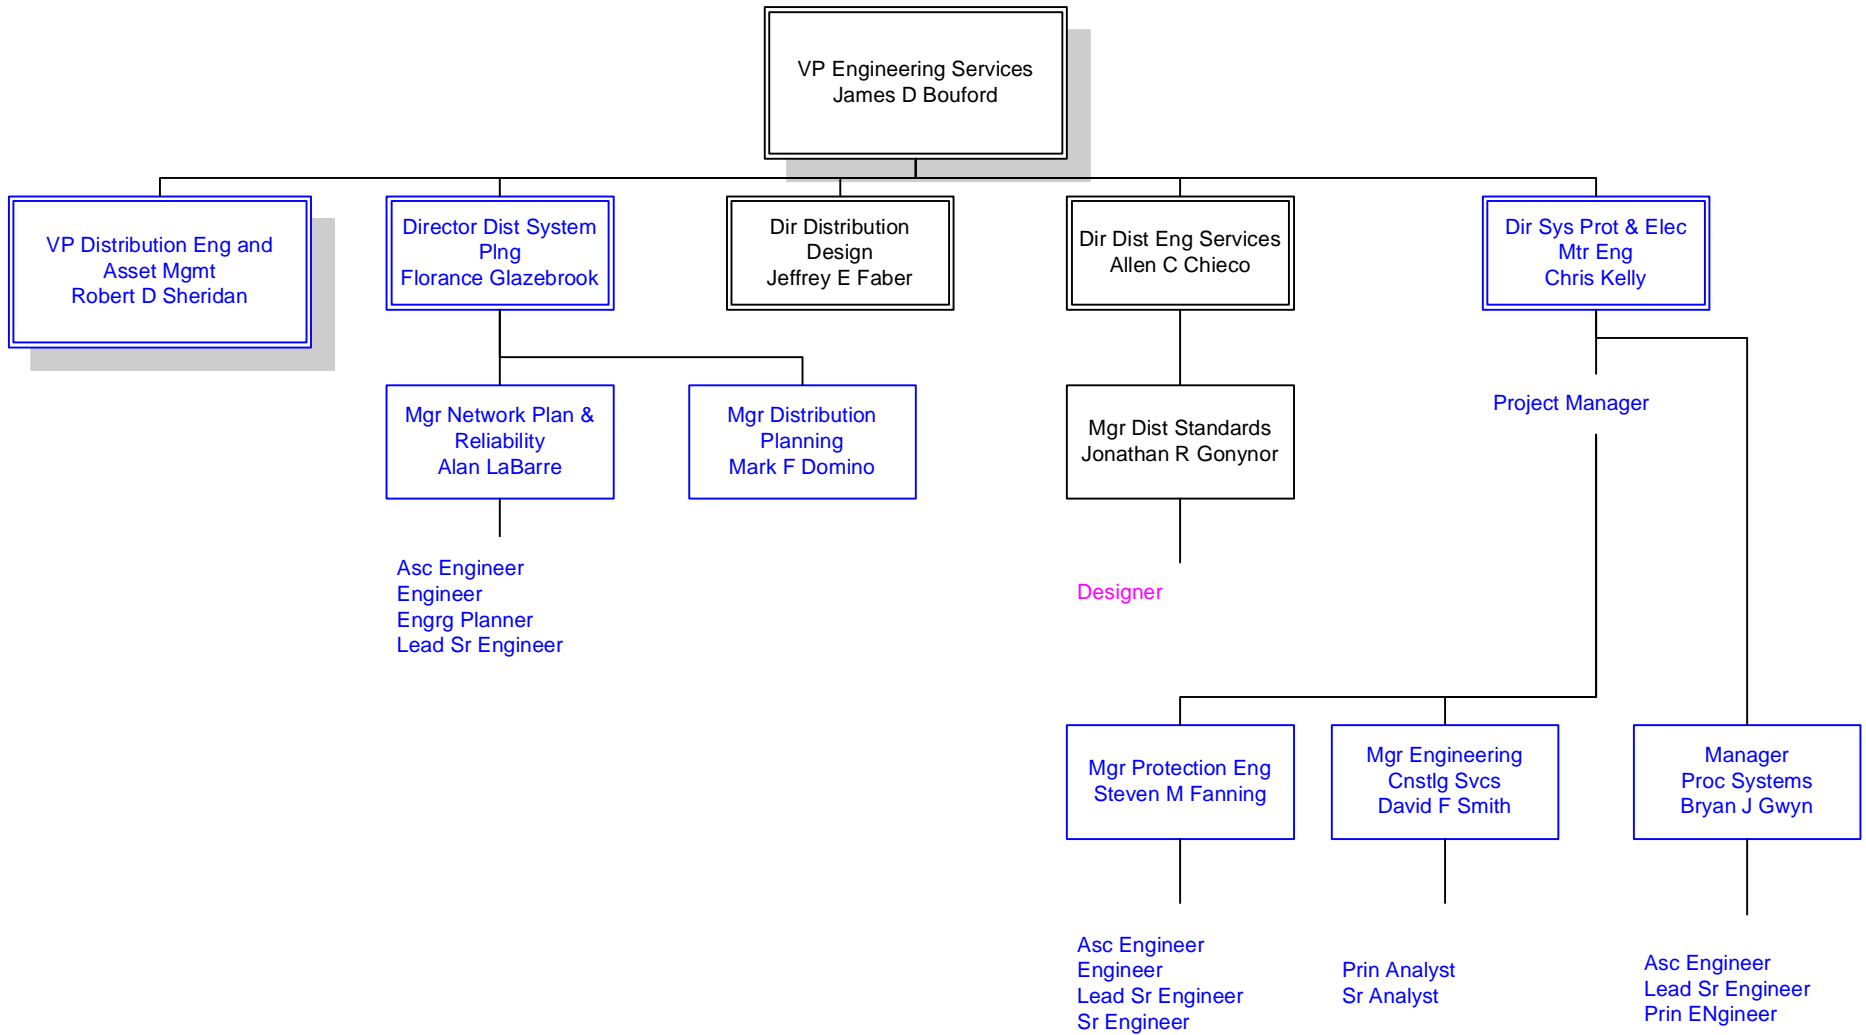 VP Engineering Services
James D Bouford
VP Distribution Eng and
Asset Mgmt
Robert D Sheridan
Director Dist System
Plng
Florance Glazebrook
Dir Distribution
Design
Jeffrey E Faber
Dir Dist Eng Services
Allen C Chieco
Dir Sys Prot & Elec
Mtr Eng
Chris Kelly
Mgr Network Plan &
Reliability
Alan LaBarre
Mgr Distribution
Planning
Mark F Domino
Mgr Dist Standards
Jonathan R Gonynor
Project Manager
Asc Engineer
Engineer
Engrg Planner
Lead Sr Engineer
Designer
Mgr Protection Eng
Steven M Fanning
Mgr Engineering
Cnstlg Svcs
David F Smith
Manager
Proc Systems
Bryan J Gwyn
Asc Engineer
Engineer
Lead Sr Engineer
Sr Engineer
Prin Analyst
Sr Analyst
Asc Engineer
Lead Sr Engineer
Prin ENgineer